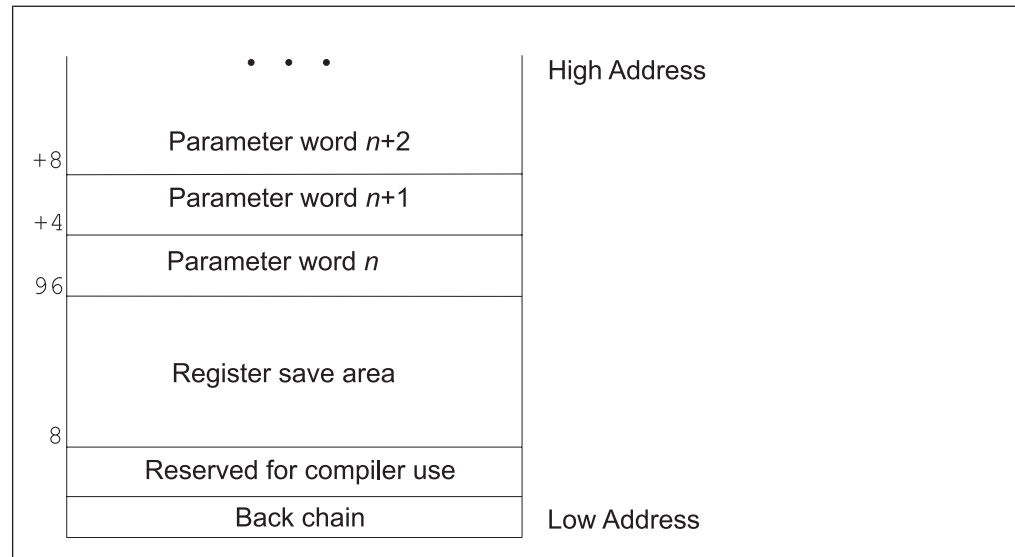 • • •
High Address
Parameter word n+2
+8
Parameter word n+1
+4
Parameter word n
96
Register save area
8
Reserved for compiler use
Back chain
Low Address